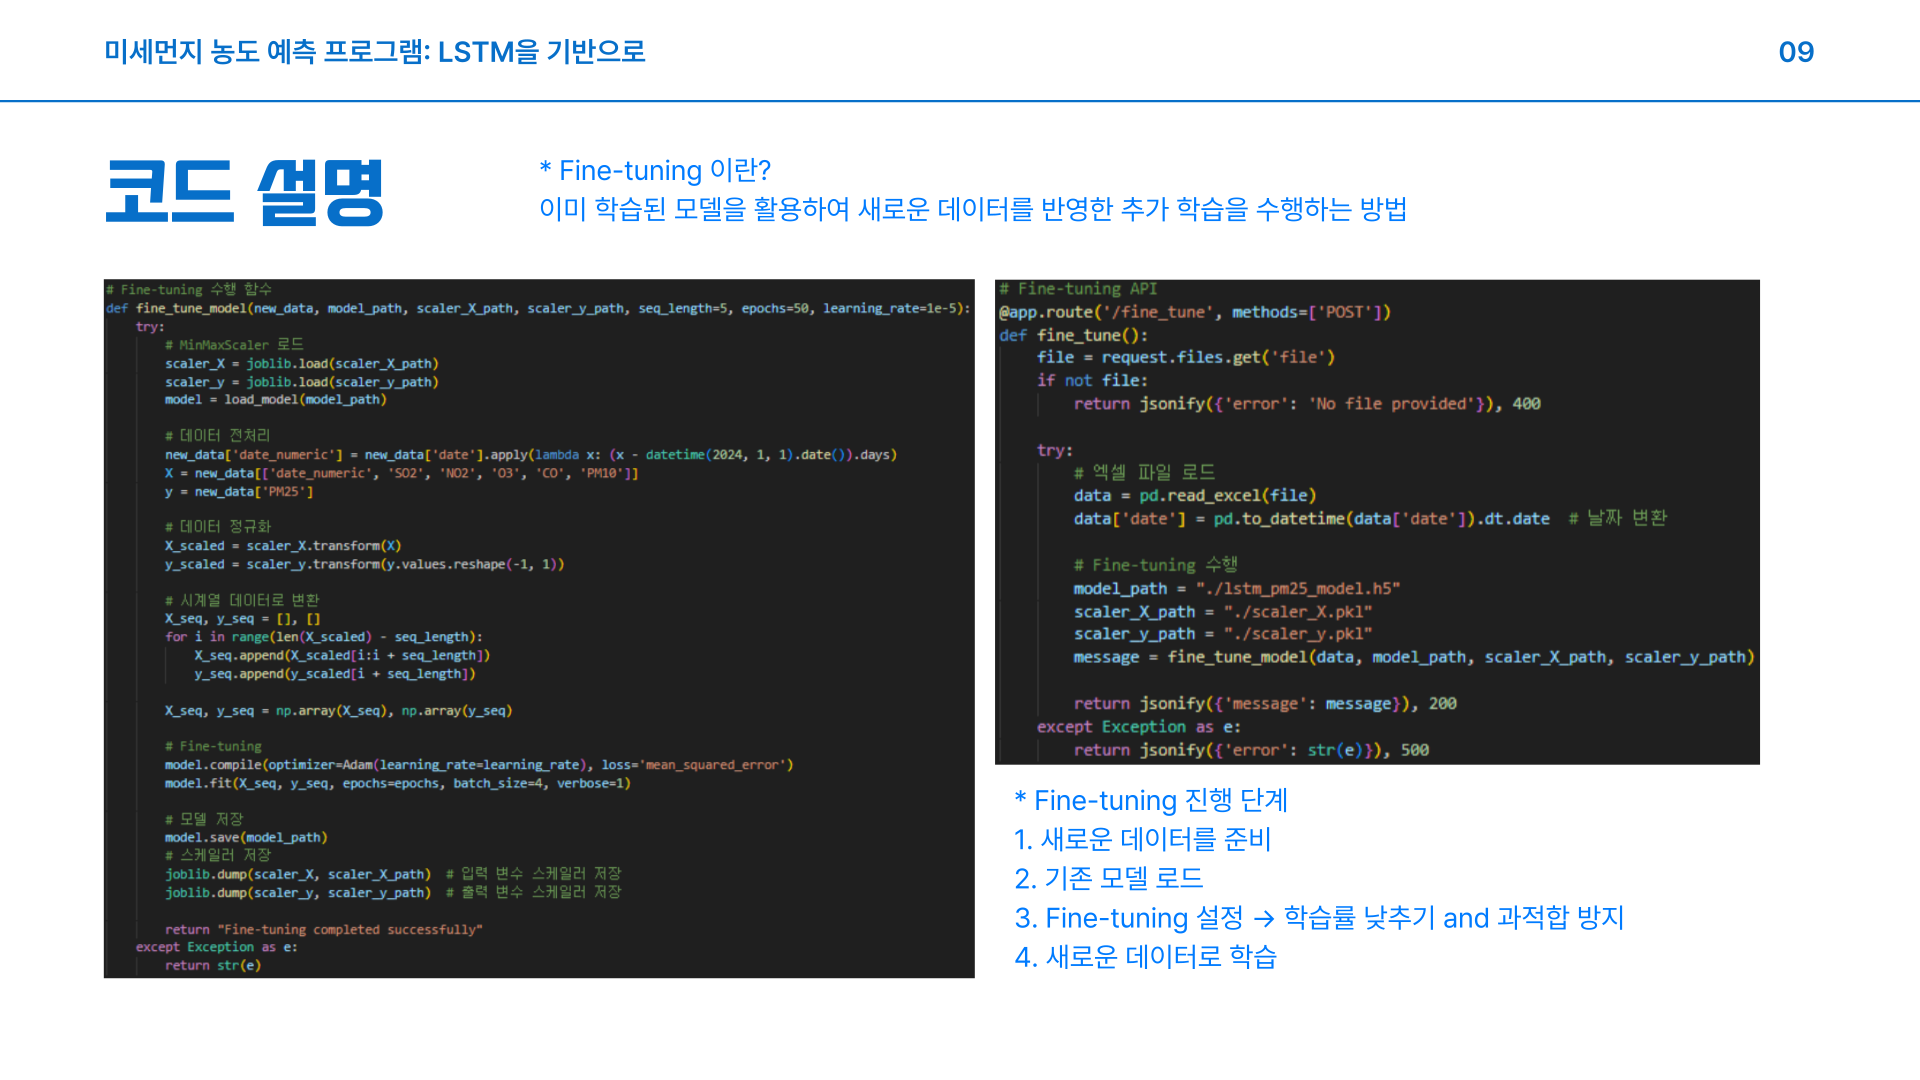 미세먼지 농도 예측 프로그램: LSTM을 기반으로
09
코드 설명
* Fine-tuning 이란?
이미 학습된 모델을 활용하여 새로운 데이터를 반영한 추가 학습을 수행하는 방법
# Fine-tuning 수행 함수
def fine_tune_model(new_data, model_path, scaler_X_path, scaler_y_path, seq_length=5, epochs=50, learning_rate=1e-5):
try:
# MinMaxScaler 로드
scaler_X = joblib.load(scaler_X_path)
scaler_y = joblib.load(scaler_y_path)
model = load_model(model_path)
# 데이터 전처리
new_data['date_numeric'] = new_data['date'].apply(lambda x: (x - datetime(2024, 1, 1).date()).days)
X = new_data[['date_numeric', 'SO2', 'NO2', 'O3', 'CO', 'PM10']]
y = new_data['PM25']
# 데이터 정규화
X_scaled = scaler_X.transform(X)
y_scaled = scaler_y.transform(y.values.reshape(-1, 1))
# 시계열 데이터로 변환
X_seq, y_seq = [], []
for i in range(len(X_scaled) - seq_length):
X_seq.append(X_scaled[i:i + seq_length])
y_seq.append(y_scaled[i + seq_length])
X_seq, y_seq = np.array(X_seq), np.array(y_seq)
# Fine-tuning
model.compile(optimizer=Adam(learning_rate=learning_rate), loss='mean_squared_error')
model.fit(X_seq, y_seq, epochs=epochs, batch_size=4, verbose=1)
# 모델 저장
model.save(model_path)
# 스케일러 저장
joblib.dump(scaler_X, scaler_X_path) # 입력 변수 스케일러 저장
joblib.dump(scaler_y, scaler_y_path) # 출력 변수 스케일러 저장
return "Fine-tuning completed successfully"
except Exception as e:
return str(e)
# Fine-tuning API
@app.route('/fine_tune', methods=['POST'])
def fine_tune():
file = request.files.get('file')
if not file:
return jsonify({'error': 'No file provided'}), 400
try:
# 엑셀 파일 로드
data = pd.read_excel(file)
data['date'] = pd.to_datetime(data['date']).dt.date # 날짜 변환
# Fine-tuning 수행
model_path = "./lstm_pm25_model.h5"
scaler_X_path = "./scaler_X.pkl"
scaler_y_path = "./scaler_y.pkl"
message = fine_tune_model(data, model_path, scaler_X_path, scaler_y_path)
return jsonify({'message': message}), 200
except Exception as e:
return jsonify({'error': str(e)}), 500
* Fine-tuning 진행 단계
1. 새로운 데이터를 준비
2. 기존 모델 로드
3. Fine-tuning 설정 → 학습률 낮추기 and 과적합 방지
4. 새로운 데이터로 학습